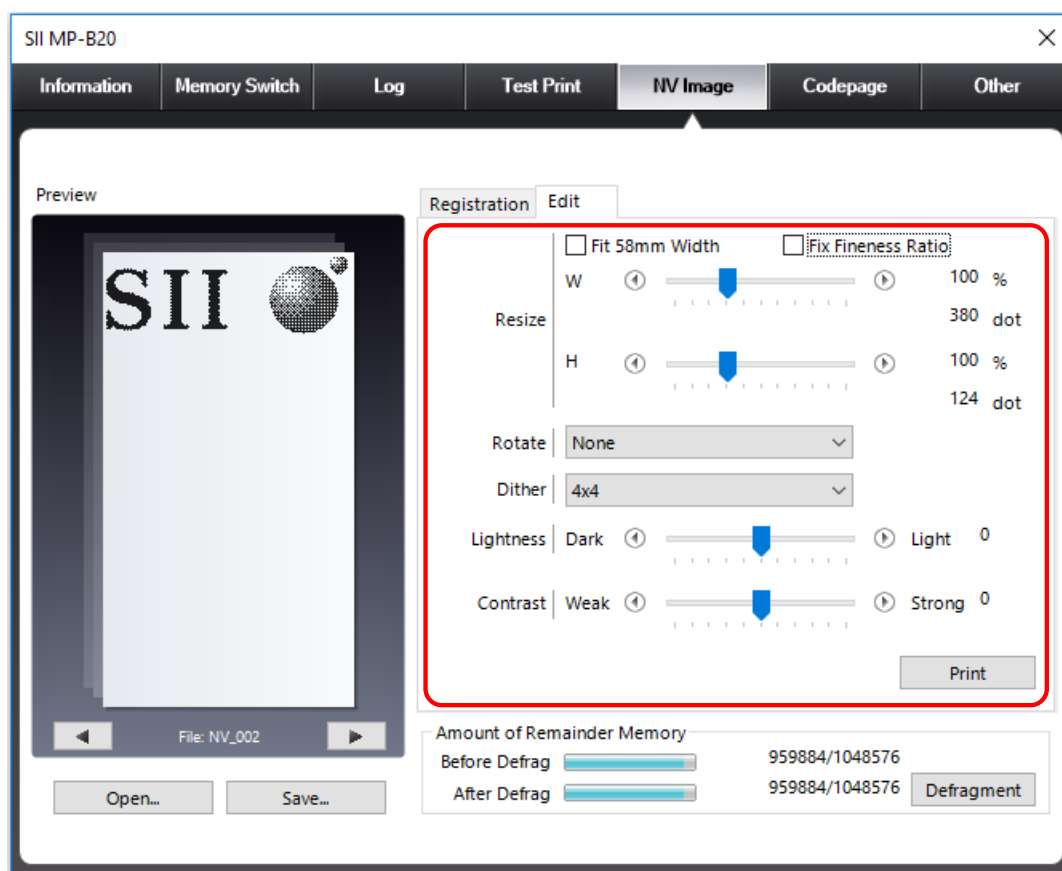 SII MP-B20
Information Memory Switch Log Test Print NV Image Codepage Other
Preview
SII
File: NV_002
Open... Save...
Registration Edit
Fit 58mm Width Fix Fineness Ratio
Resize
W 100 %
380 dot
H 100 %
124 dot
Rotate None
Dither 4x4
Lightness Dark Light 0
Contrast Weak Strong 0
Print
Amount of Remainder Memory
Before Defrag 959884/1048576
After Defrag 959884/1048576 Defragment